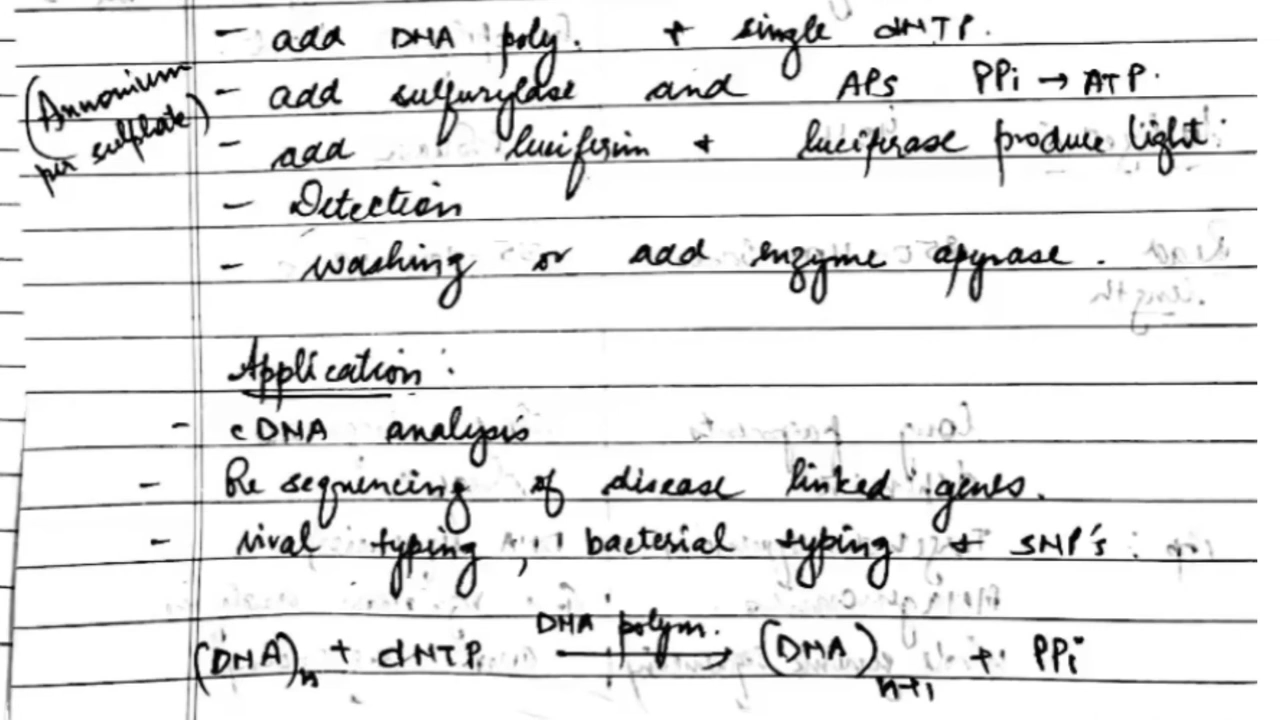 - add DNA poly. + single dNTP.
(Ammonium per sulphate)
- add sulfurylase and APs PPi → ATP.
- add luciferin + luciferase produce light.
- Detection
- washing or add enzyme apyrase.
Application:
- cDNA analysis
- Re sequencing of disease linked genes.
- viral typing, bacterial typing + SNP's.
(DNA)n + dNTP DNA polym. → (DNA)n+1 + PPi